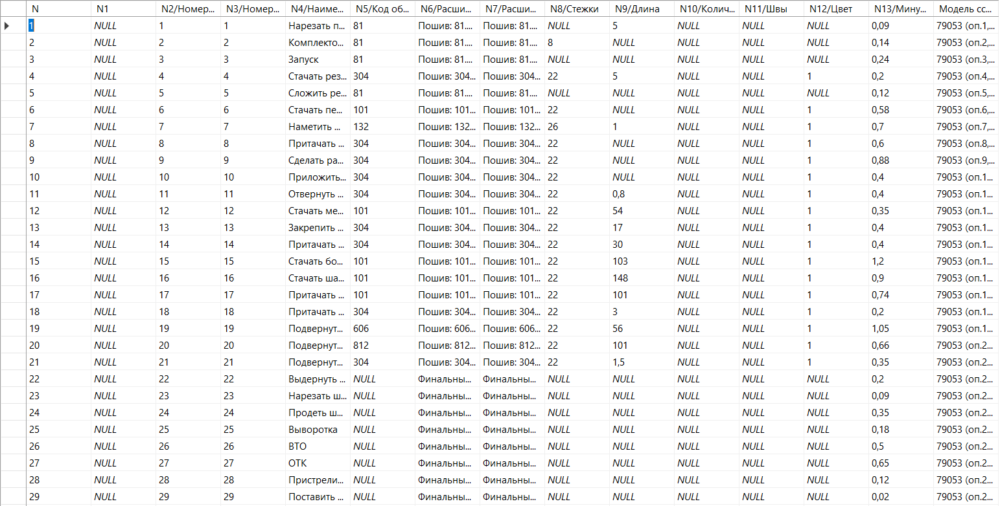 N N1 N2/Номер... N3/Номер... N4/Наиме... N5/Код об... N6/Расши... N7/Расши... N8/Стежки N9/Длина N10/Колич... N11/Швы N12/Цвет N13/Мину... Модель сс...
1 NULL 1 1 Нарезать п... 81 Пошив: 81.... Пошив: 81.... NULL 5 NULL NULL NULL 0,09 79053 (оп.1,...
2 NULL 2 2 Комплекто... 81 Пошив: 81.... Пошив: 81.... 8 NULL NULL NULL NULL 0,14 79053 (оп.2,...
3 NULL 3 3 Запуск 81 Пошив: 81.... Пошив: 81.... NULL NULL NULL NULL NULL 0,24 79053 (оп.3,...
4 NULL 4 4 Стачать рез... 304 Пошив: 304... Пошив: 304... 22 5 NULL NULL 1 0,2 79053 (оп.4,...
5 NULL 5 5 Сложить ре... 81 Пошив: 81.... Пошив: 81.... NULL NULL NULL NULL NULL 0,12 79053 (оп.5,...
6 NULL 6 6 Стачать пе... 101 Пошив: 101... Пошив: 101... 22 NULL NULL NULL 1 0,58 79053 (оп.6,...
7 NULL 7 7 Наметить ... 132 Пошив: 132... Пошив: 132... 26 1 NULL NULL 1 0,7 79053 (оп.7,...
8 NULL 8 8 Притачать ... 304 Пошив: 304... Пошив: 304... 22 NULL NULL NULL 1 0,6 79053 (оп.8,...
9 NULL 9 9 Сделать ра... 304 Пошив: 304... Пошив: 304... 22 NULL NULL NULL 1 0,88 79053 (оп.9,...
10 NULL 10 10 Приложить... 304 Пошив: 304... Пошив: 304... 22 NULL NULL NULL 1 0,4 79053 (оп.1...
11 NULL 11 11 Отвернуть ... 304 Пошив: 304... Пошив: 304... 22 0,8 NULL NULL 1 0,4 79053 (оп.1...
12 NULL 12 12 Стачать ме... 101 Пошив: 101... Пошив: 101... 22 54 NULL NULL 1 0,35 79053 (оп.1...
13 NULL 13 13 Закрепить ... 304 Пошив: 304... Пошив: 304... 22 17 NULL NULL 1 0,4 79053 (оп.1...
14 NULL 14 14 Притачать ... 304 Пошив: 304... Пошив: 304... 22 30 NULL NULL 1 0,4 79053 (оп.1...
15 NULL 15 15 Стачать бо... 101 Пошив: 101... Пошив: 101... 22 103 NULL NULL 1 1,2 79053 (оп.1...
16 NULL 16 16 Стачать ша... 101 Пошив: 101... Пошив: 101... 22 148 NULL NULL 1 0,9 79053 (оп.1...
17 NULL 17 17 Притачать ... 101 Пошив: 101... Пошив: 101... 22 101 NULL NULL 1 0,74 79053 (оп.1...
18 NULL 18 18 Притачать ... 304 Пошив: 304... Пошив: 304... 22 3 NULL NULL 1 0,2 79053 (оп.1...
19 NULL 19 19 Подвернут... 606 Пошив: 606... Пошив: 606... 22 56 NULL NULL 1 1,05 79053 (оп.1...
20 NULL 20 20 Подвернут... 812 Пошив: 812... Пошив: 812... 22 101 NULL NULL 1 0,66 79053 (оп.2...
21 NULL 21 21 Подвернут... 304 Пошив: 304... Пошив: 304... 22 1,5 NULL NULL 1 0,35 79053 (оп.2...
22 NULL 22 22 Выдернуть ... NULL Финальны... Финальны... NULL NULL NULL NULL NULL 0,2 79053 (оп.2...
23 NULL 23 23 Нарезать ш... NULL Финальны... Финальны... NULL NULL NULL NULL NULL 0,09 79053 (оп.2...
24 NULL 24 24 Продеть ш... NULL Финальны... Финальны... NULL NULL NULL NULL NULL 0,35 79053 (оп.2...
25 NULL 25 25 Выворотка NULL Финальны... Финальны... NULL NULL NULL NULL NULL 0,18 79053 (оп.2...
26 NULL 26 26 ВТО NULL Финальны... Финальны... NULL NULL NULL NULL NULL 0,5 79053 (оп.2...
27 NULL 27 27 ОТК NULL Финальны... Финальны... NULL NULL NULL NULL NULL 0,65 79053 (оп.2...
28 NULL 28 28 Пристрели... NULL Финальны... Финальны... NULL NULL NULL NULL NULL 0,12 79053 (оп.2...
29 NULL 29 29 Поставить ... NULL Финальны... Финальны... NULL NULL NULL NULL NULL 0,02 79053 (оп.2...